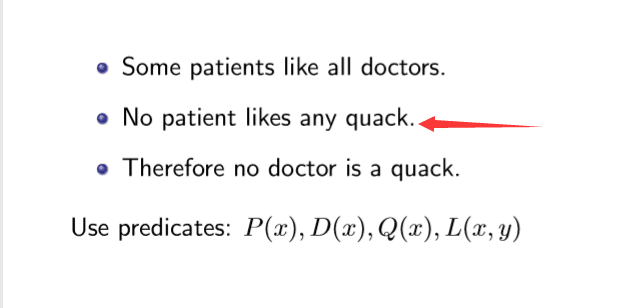 Some patients like all doctors.
No patient likes any quack.
Therefore no doctor is a quack.
Use predicates: P(x), D(x), Q(x), L(x, y)